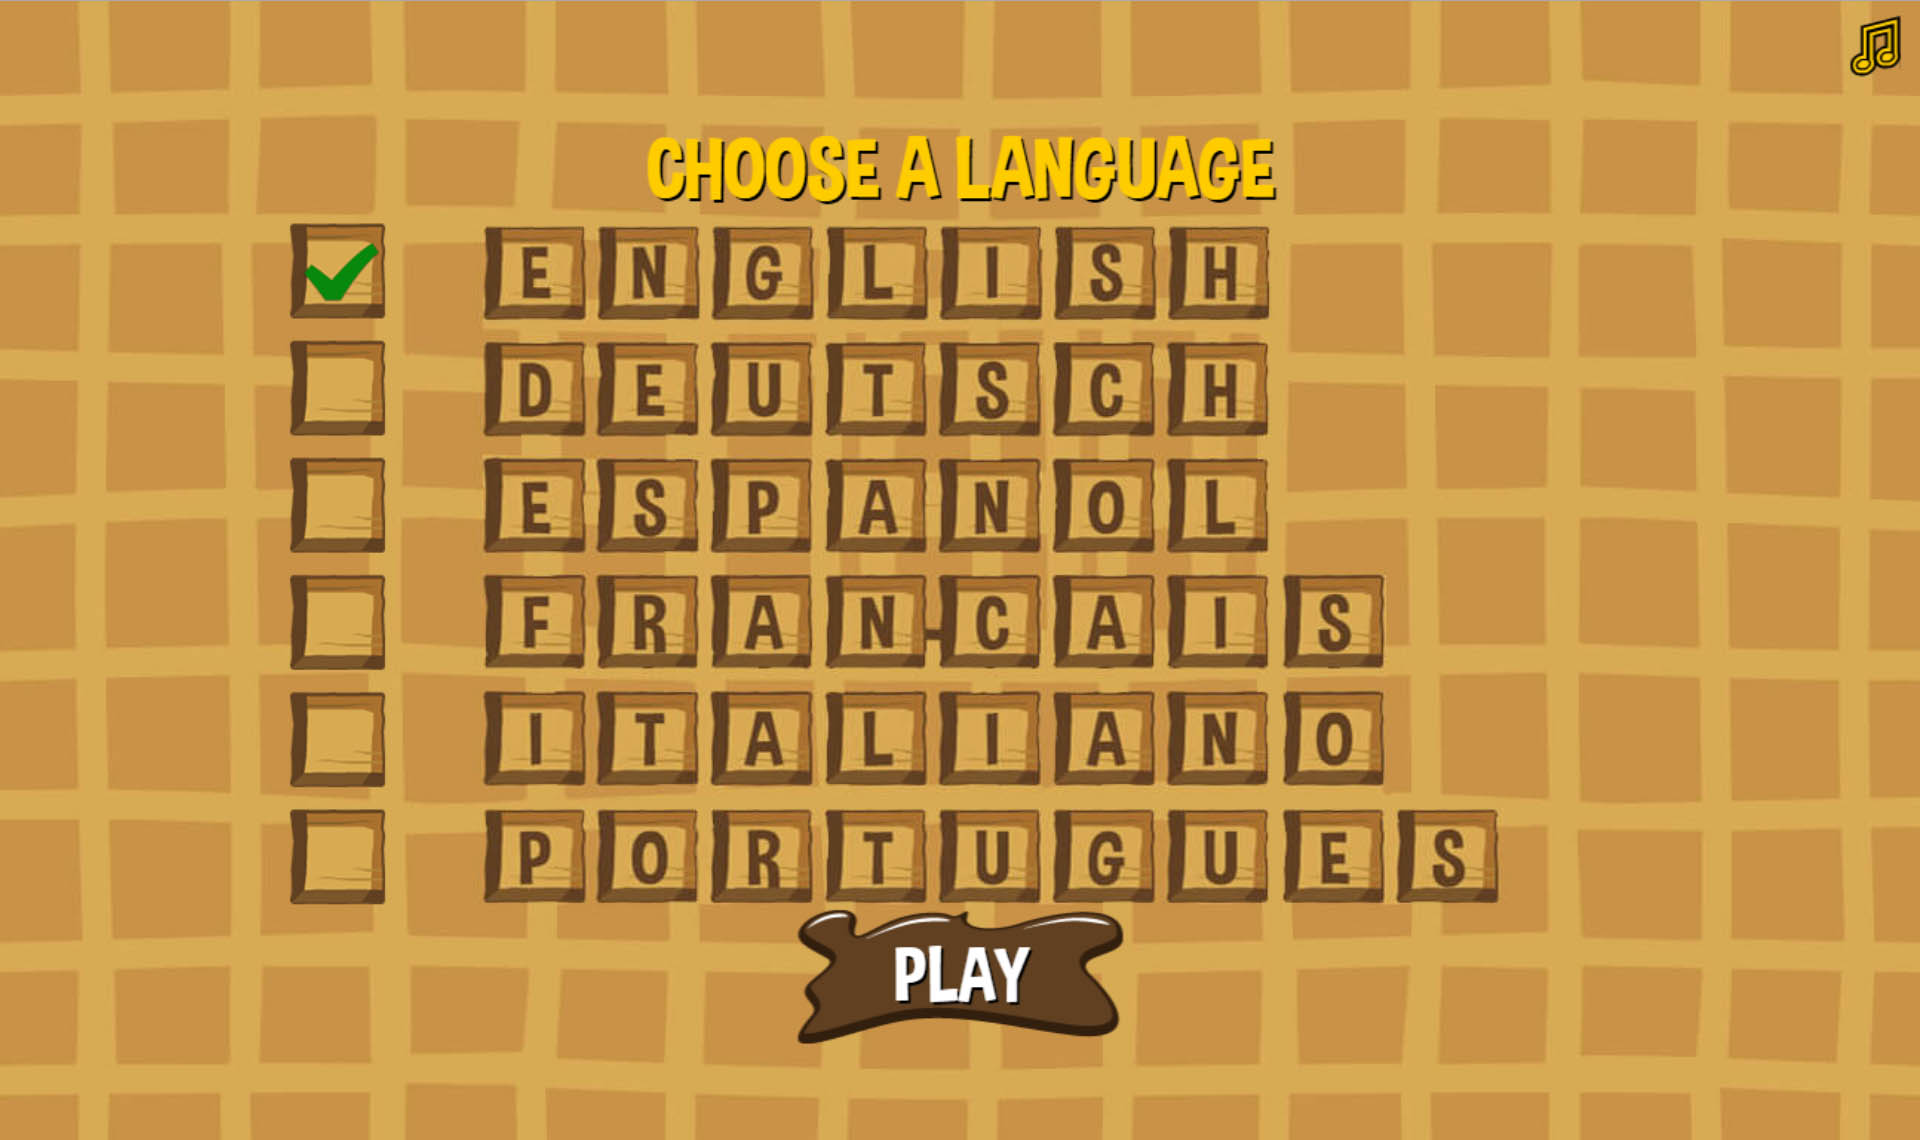 CHOOSE A LANGUAGE
ENGLISH
DEUTSCH
ESPANOL
FRANCAIS
ITALIANO
PORTUGUES
PLAY